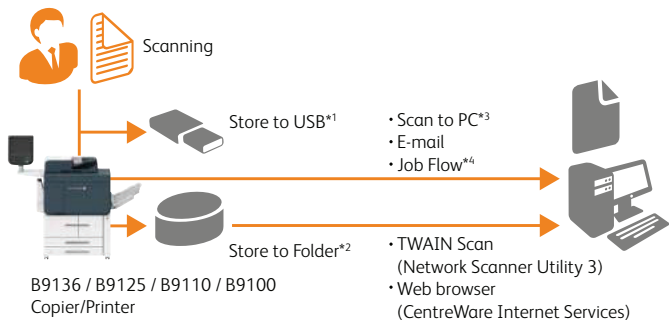 Scanning
Store to USB*1
・Scan to PC*3
・E-mail
・Job Flow*4
Store to Folder*2
・TWAIN Scan
(Network Scanner Utility 3)
・Web browser
(CentreWare Internet Services)
B9136 / B9125 / B9110 / B9100
Copier/Printer